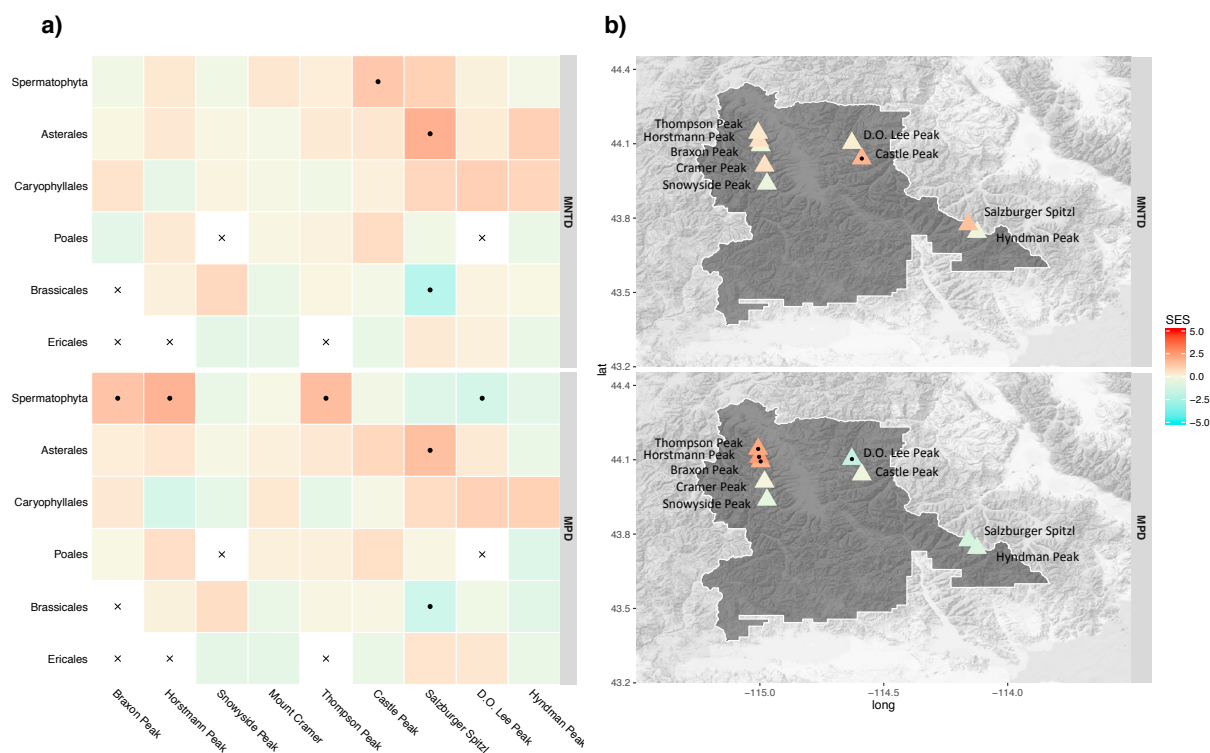 a)
Spermatophyta
Asterales
Caryophyllales
Poales
Brassicales
Ericales
MNTD
Spermatophyta
Asterales
Caryophyllales
Poales
Brassicales
Ericales
MPD
Braxon Peak
Horstmann Peak
Snowyside Peak
Mount Cramer
Thompson Peak
Castle Peak
Salzburger Spitzl
D.O. Lee Peak
Hyndman Peak
b)
44.4
44.1
43.8
43.5
43.2
Thompson Peak
Horstmann Peak
Braxon Peak
Cramer Peak
Snowyside Peak
D.O. Lee Peak
Castle Peak
Salzburger Spitzl
Hyndman Peak
MNTD
lat
44.4
44.1
43.8
43.5
43.2
Thompson Peak
Horstmann Peak
Braxon Peak
Cramer Peak
Snowyside Peak
D.O. Lee Peak
Castle Peak
Salzburger Spitzl
Hyndman Peak
MPD
−115.0
−114.5
−114.0
long
SES
5.0
2.5
0.0
−2.5
−5.0